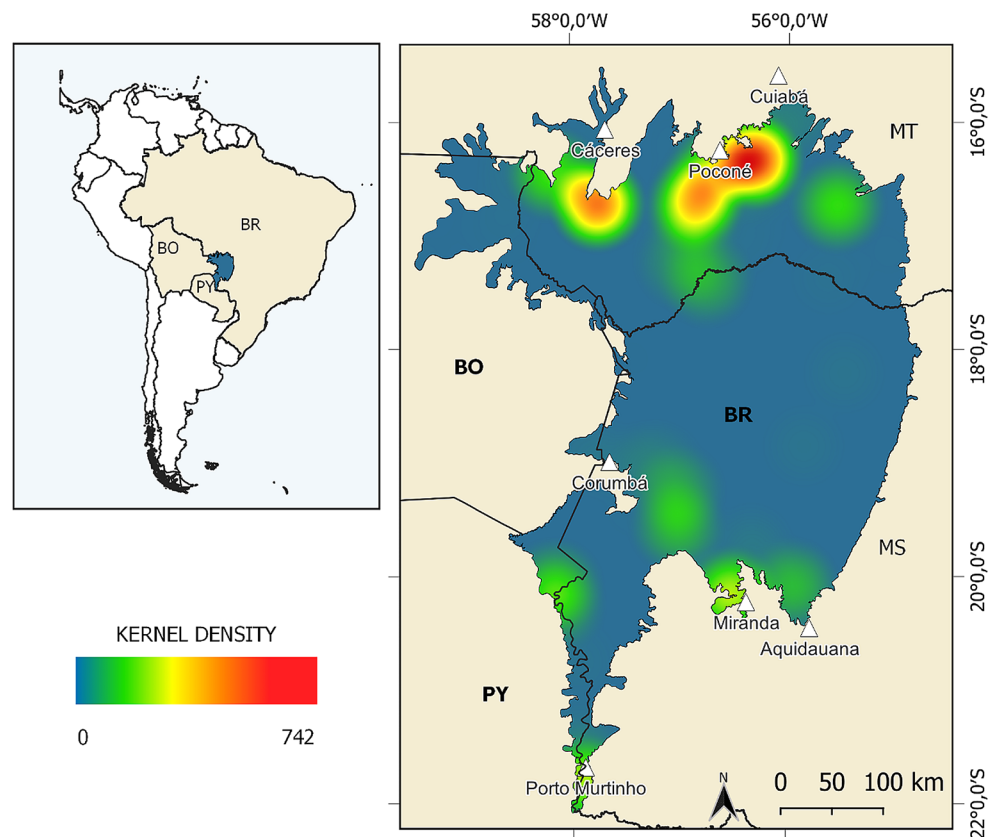 58°0,0'W 56°0,0'W
Cuiabá
MT
16°0,0'S
Cáceres
Poconé
BR
BO
PY
18°0,0'S
BO
BR
Corumbá
MS
20°0,0'S
Miranda
Aquidauana
KERNEL DENSITY
0 742
PY
Porto Murtinho
N
0 50 100 km
22°0,0'S